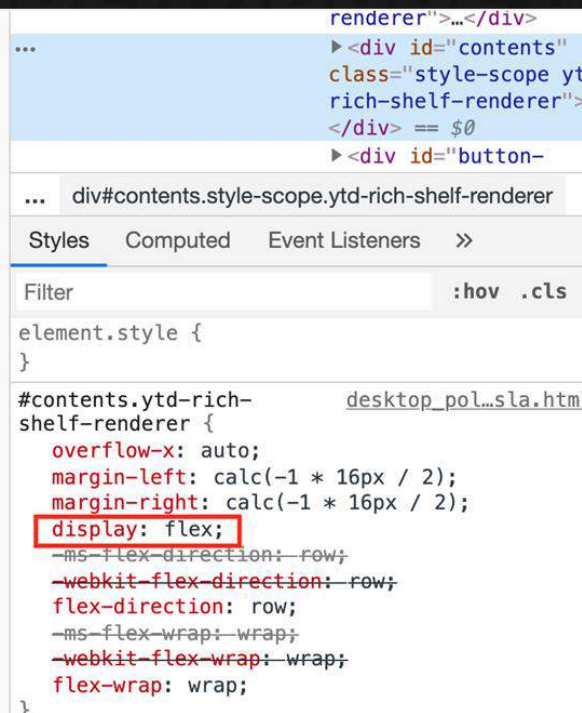 renderer">…</div>
... ▶<div id="contents"
class="style-scope yt
rich-shelf-renderer">
</div> == $0
▶<div id="button-
... div#contents.style-scope.ytd-rich-shelf-renderer
Styles Computed Event Listeners »
Filter :hov .cls
element.style {
}
#contents.ytd-rich- desktop_pol…sla.htm
shelf-renderer {
overflow-x: auto;
margin-left: calc(-1 * 16px / 2);
margin-right: calc(-1 * 16px / 2);
display: flex;
-ms-flex-direction: row;
-webkit-flex-direction: row;
flex-direction: row;
-ms-flex-wrap: wrap;
-webkit-flex-wrap: wrap;
flex-wrap: wrap;
}